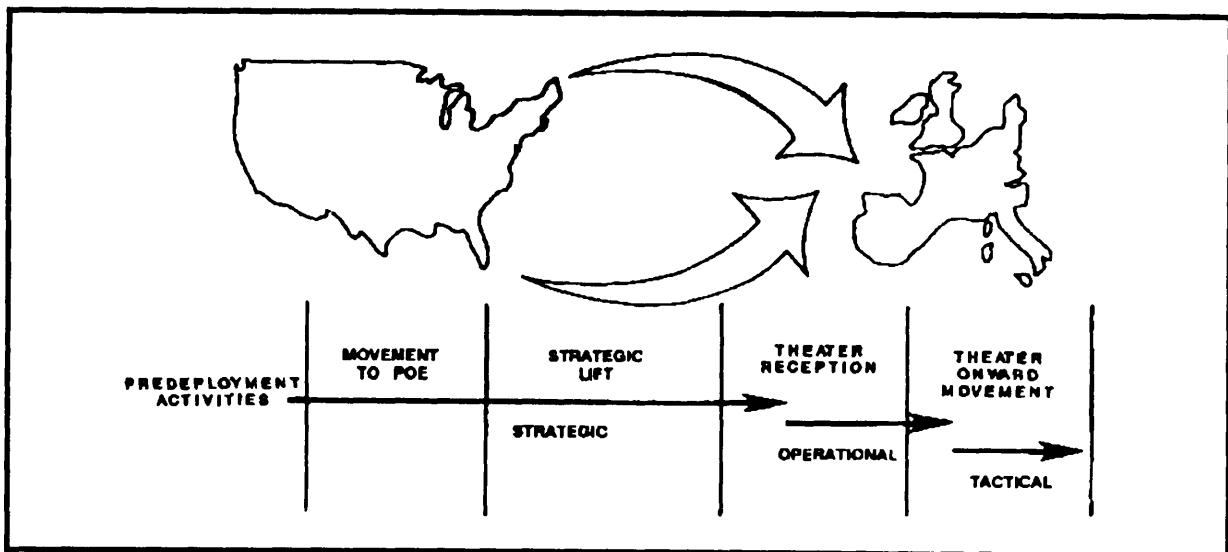 PREDEPLOYMENT
ACTIVITIES
MOVEMENT
TO POE
STRATEGIC
LIFT
STRATEGIC
THEATER
RECEPTION
OPERATIONAL
THEATER
ONWARD
MOVEMENT
TACTICAL